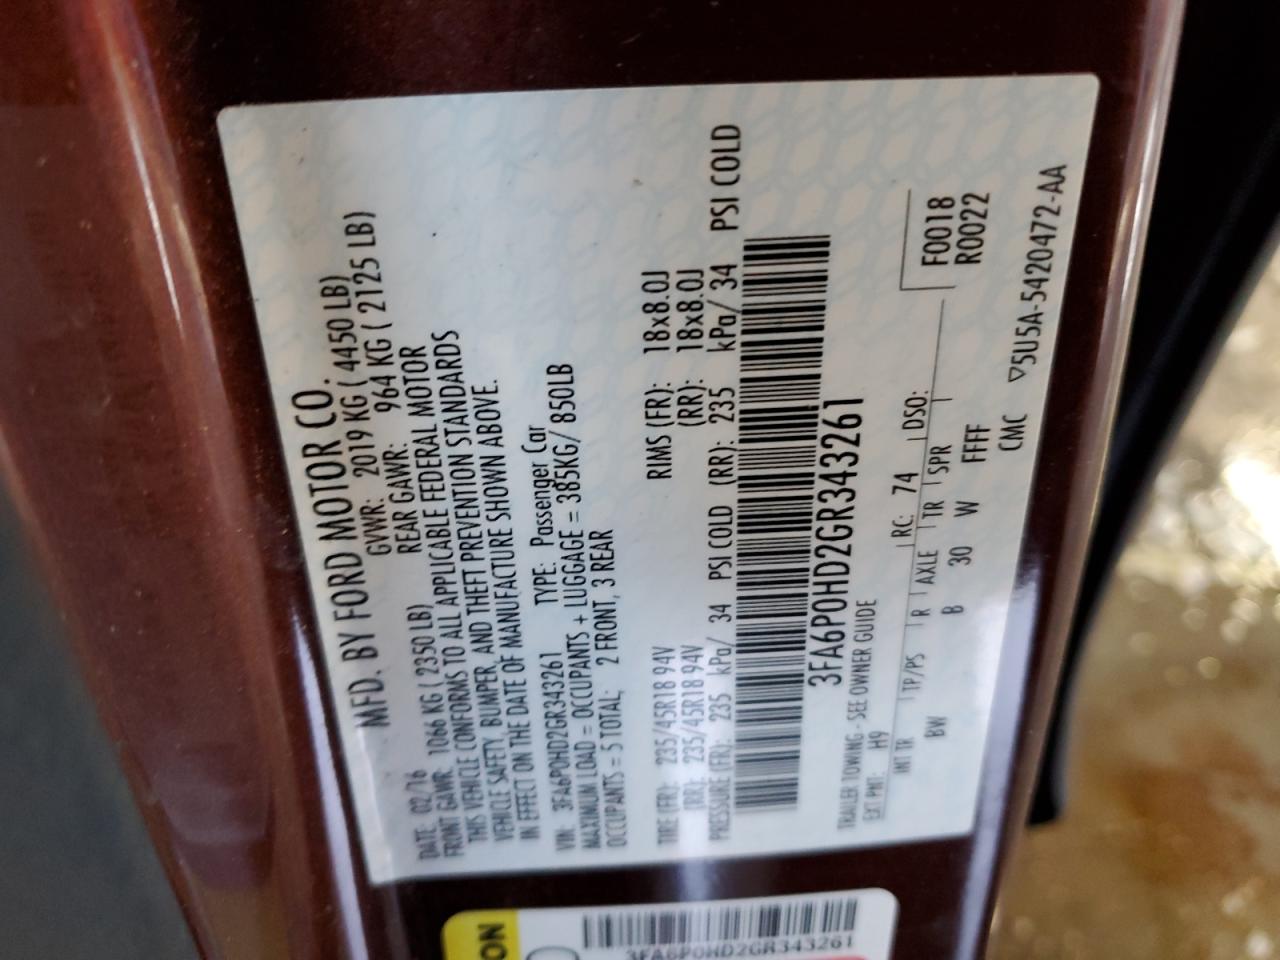 MFD. BY FORD MOTOR CO.
DATE: 02/16 GVWR: 2019 KG ( 4450 LB)
FRONT GAWR: 1066 KG ( 2350 LB) REAR GAWR: 964 KG ( 2125 LB)
THIS VEHICLE CONFORMS TO ALL APPLICABLE FEDERAL MOTOR
VEHICLE SAFETY, BUMPER, AND THEFT PREVENTION STANDARDS
IN EFFECT ON THE DATE OF MANUFACTURE SHOWN ABOVE.
VIN: 3FA6P0HD2GR343261 TYPE: Passenger Car
MAXIMUM LOAD = OCCUPANTS + LUGGAGE = 385KG/ 850LB
OCCUPANTS = 5 TOTAL; 2 FRONT, 3 REAR
TIRE (FR): 235/45R18 94V RIMS (FR): 18x8.0J
(RR): 235/45R18 94V (RR): 18x8.0J
PRESSURE (FR): 235 kPa/ 34 PSI COLD (RR): 235 kPa/ 34 PSI COLD
3FA6P0HD2GR343261
TRAILER TOWING - SEE OWNER GUIDE
EXT PNT: H9 RC: 74 DSO:
INT TR TP/PS R AXLE TR SPR
BW B 30 W FFFF
F0018
R0022
CMC ▽5U5A-5420472-AA
ON
3FA6P0HD2GR343261